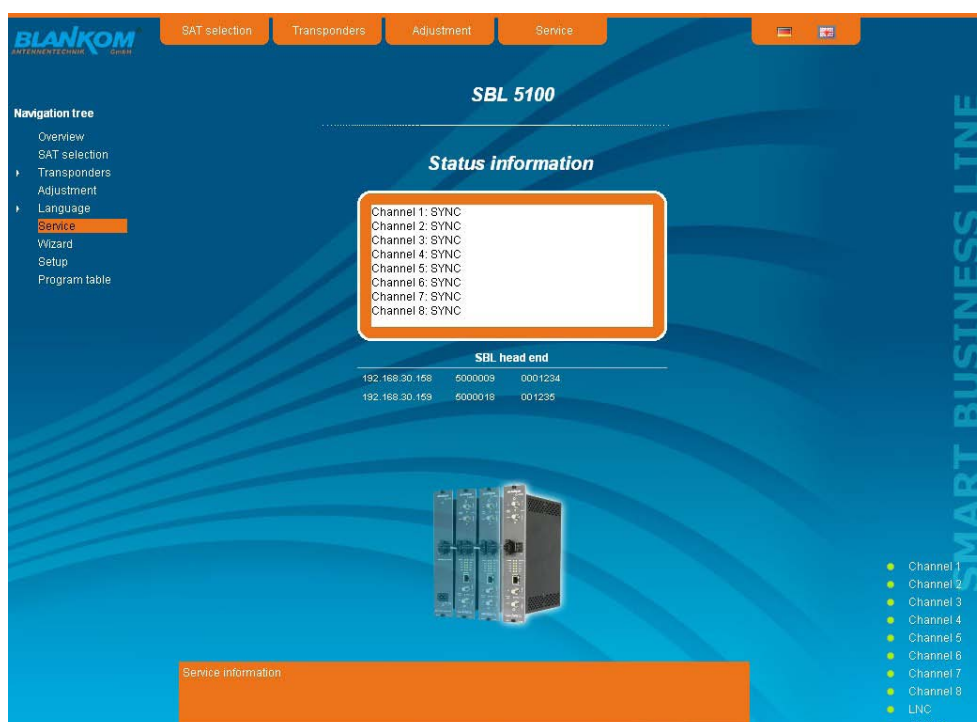 BLANKOM
ANTENNENTECHNIK GmbH
SAT selection
Transponders
Adjustment
Service
SBL 5100
Navigation tree
Overview
SAT selection
Transponders
Adjustment
Language
Service
Wizard
Setup
Program table
Status information
Channel 1: SYNC
Channel 2: SYNC
Channel 3: SYNC
Channel 4: SYNC
Channel 5: SYNC
Channel 6: SYNC
Channel 7: SYNC
Channel 8: SYNC
SBL head end
192.168.30.158 5000009 0001234
192.168.30.159 5000018 001235
SMART BUSINESS LINE
Channel 1
Channel 2
Channel 3
Channel 4
Channel 5
Channel 6
Channel 7
Channel 8
LNC
Service information